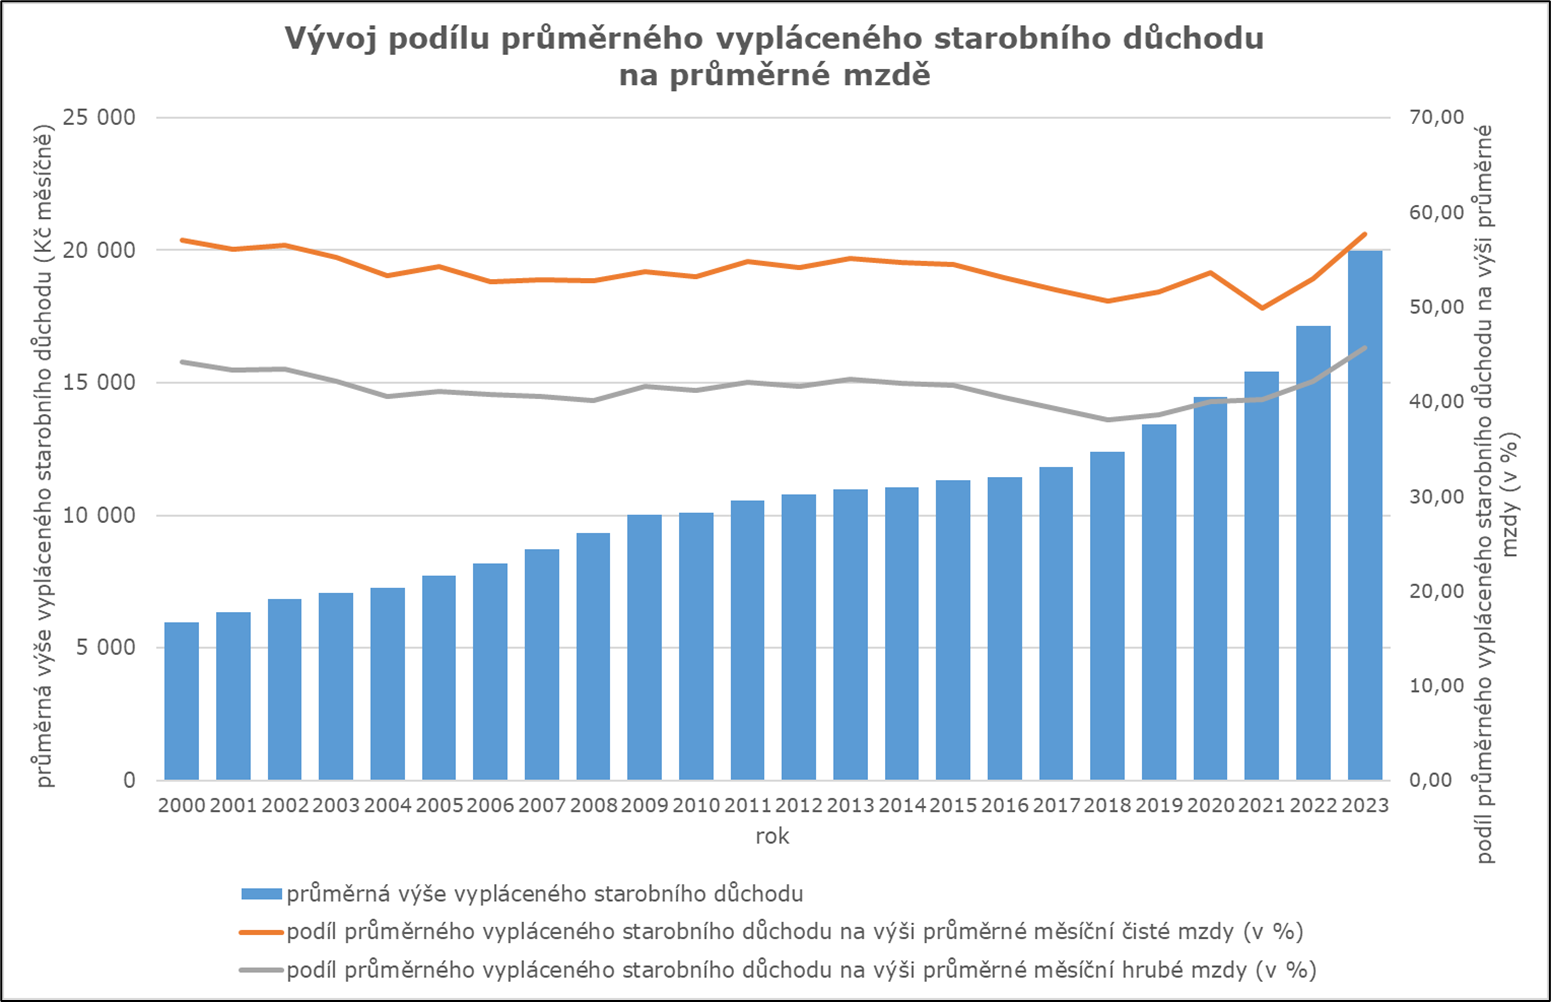 Vývoj podílu průměrného vypláceného starobního důchodu
na průměrné mzdě
průměrná výše vypláceného starobního důchodu (Kč měsíčně)
25 000
20 000
15 000
10 000
5 000
0
70,00
60,00
50,00
40,00
30,00
20,00
10,00
0,00
podíl průměrného vypláceného starobního důchodu na výši průměrné
mzdy (v %)
2000 2001 2002 2003 2004 2005 2006 2007 2008 2009 2010 2011 2012 2013 2014 2015 2016 2017 2018 2019 2020 2021 2022 2023
rok
průměrná výše vypláceného starobního důchodu
podíl průměrného vypláceného starobního důchodu na výši průměrné měsíční čisté mzdy (v %)
podíl průměrného vypláceného starobního důchodu na výši průměrné měsíční hrubé mzdy (v %)